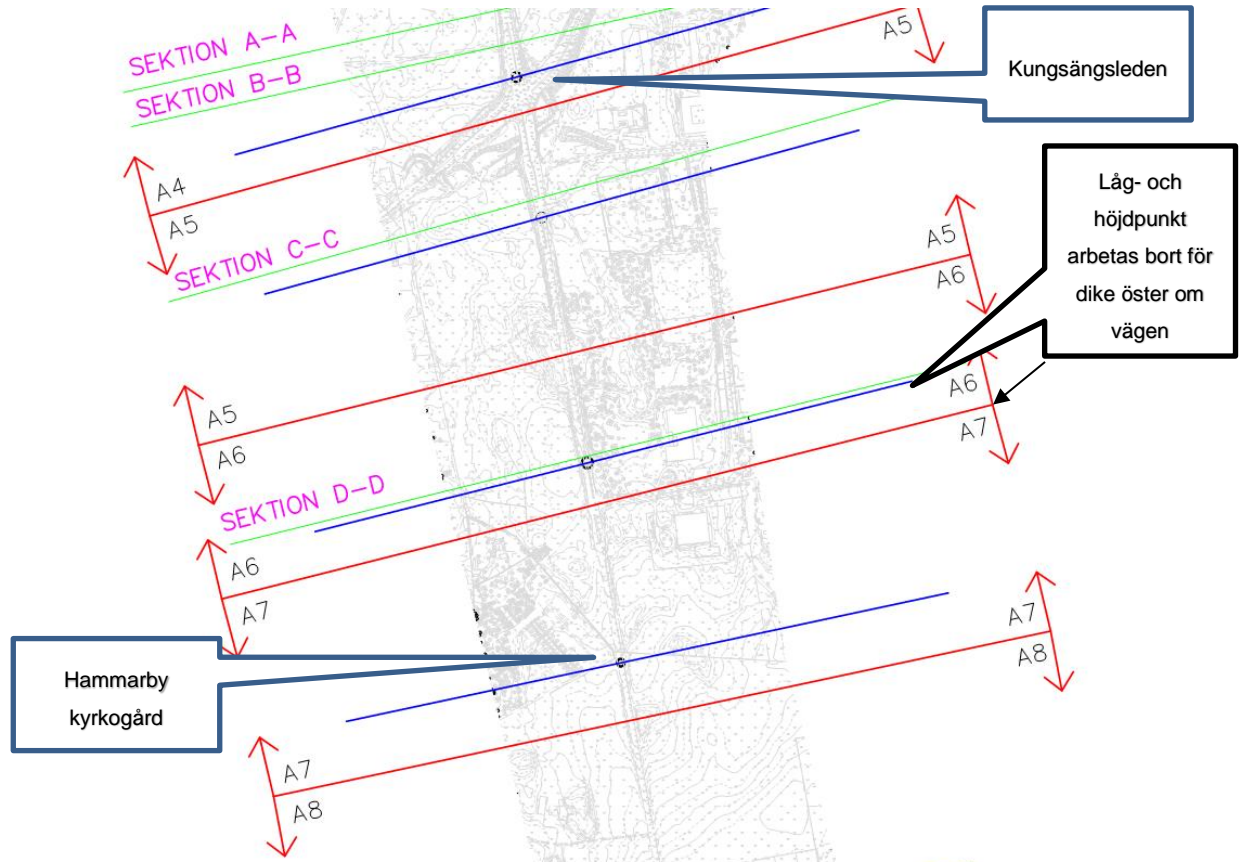 SEKTION A-A
SEKTION B-B
A5
Kungsängsleden
A4
A5
SEKTION C-C
Låg- och
höjdpunkt
arbetas bort för
dike öster om
vägen
A5
A6
A5
A6
A6
A7
SEKTION D-D
A6
A7
A7
A8
Hammarby
kyrkogård
A7
A8